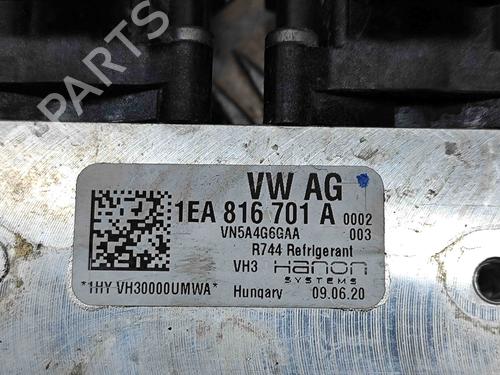 VW AG
1EA 816 701 A 0002
VN5A4G6GAA 003
R744 Refrigerant
VH3 Hanon
SYSTEMS
*1HY VH30000UMWA* Hungary 09.06.20
B-PARTS